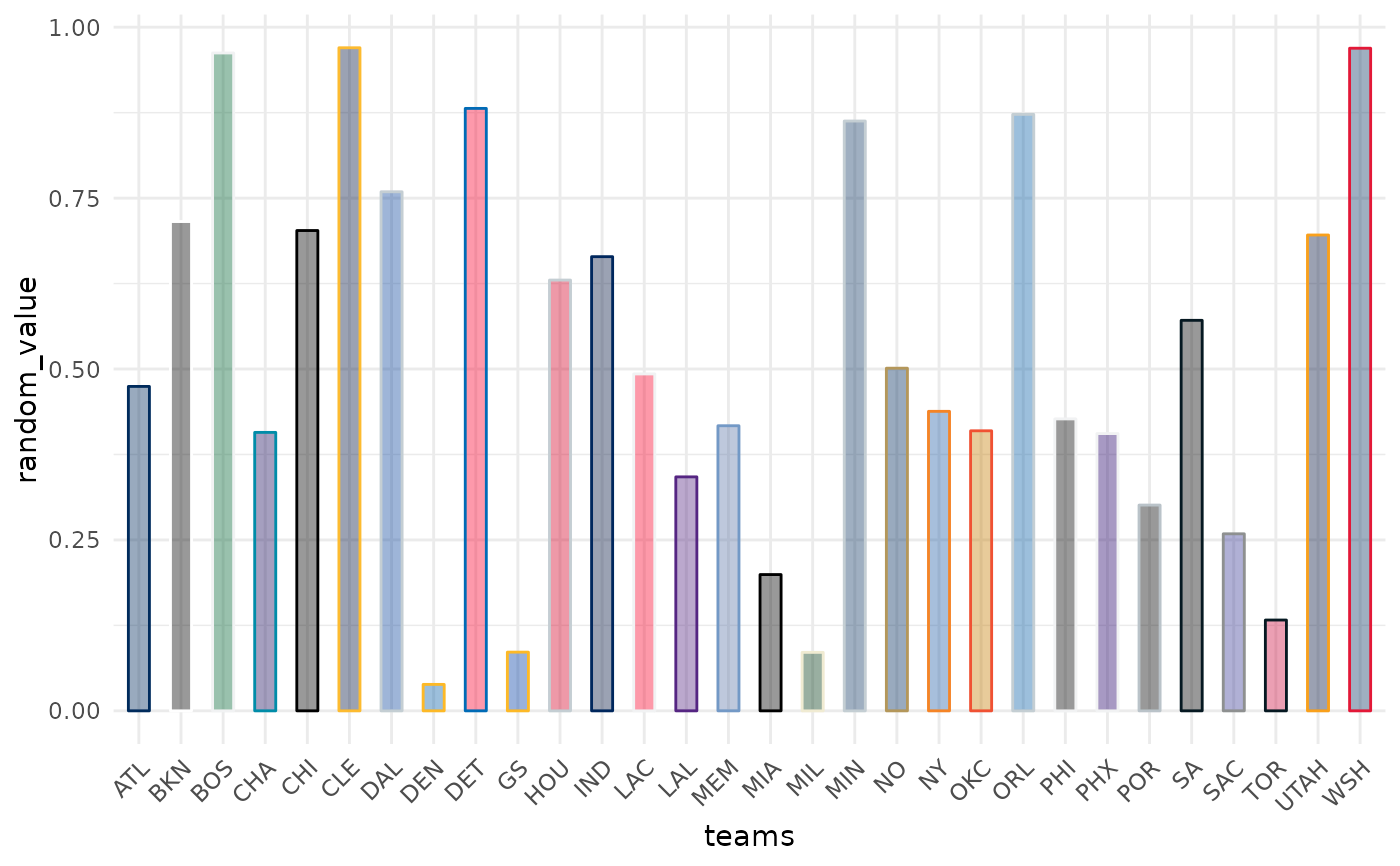 1.00
0.75
0.50
0.25
0.00
random_value
ATL BKN BOS CHA CHI CLE DAL DEN DET GS HOU IND LAC LAL MEM MIA MIL MIN NO NY OKC ORL PHI PHX POR SA SAC TOR UTAH WSH
teams